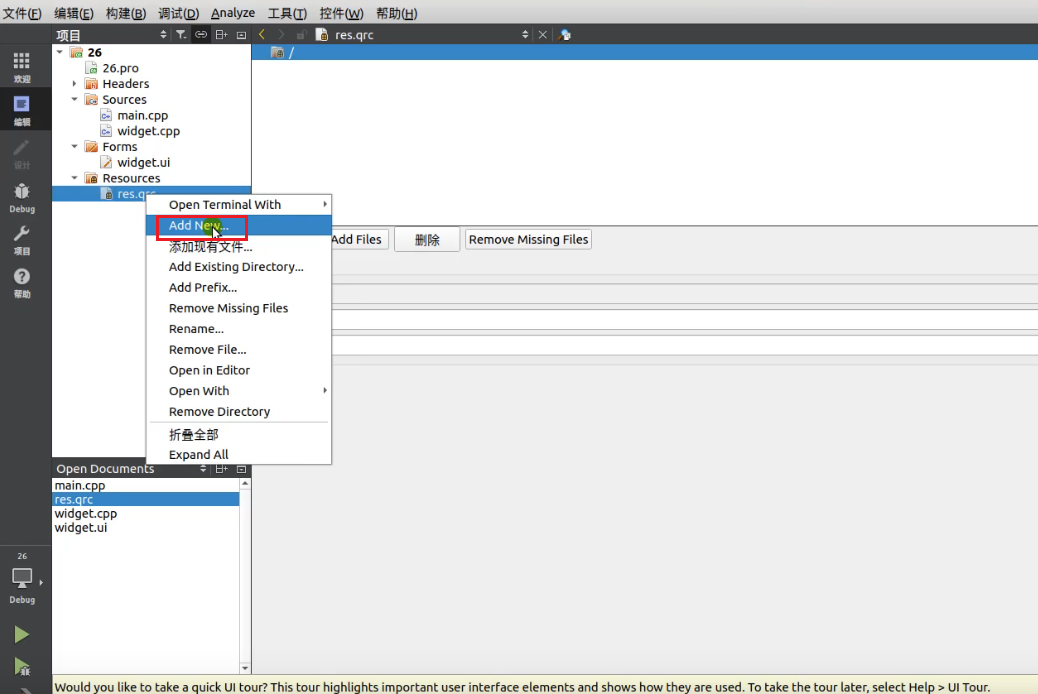 文件(F) 编辑(E) 构建(B) 调试(D) Analyze 工具(T) 控件(W) 帮助(H)
项目
res.qrc
/
欢迎
编辑
设计
Debug
项目
帮助
26
26.pro
Headers
Sources
main.cpp
widget.cpp
Forms
widget.ui
Resources
res.qrc
Open Terminal With
Add New...
添加现有文件...
Add Existing Directory...
Add Prefix...
Remove Missing Files
Rename...
Remove File...
Open in Editor
Open With
Remove Directory
折叠全部
Expand All
Add Files 删除 Remove Missing Files
Open Documents
main.cpp
res.qrc
widget.cpp
widget.ui
26
Debug
Would you like to take a quick UI tour? This tour highlights important user interface elements and shows how they are used. To take the tour later, select Help > UI Tour.